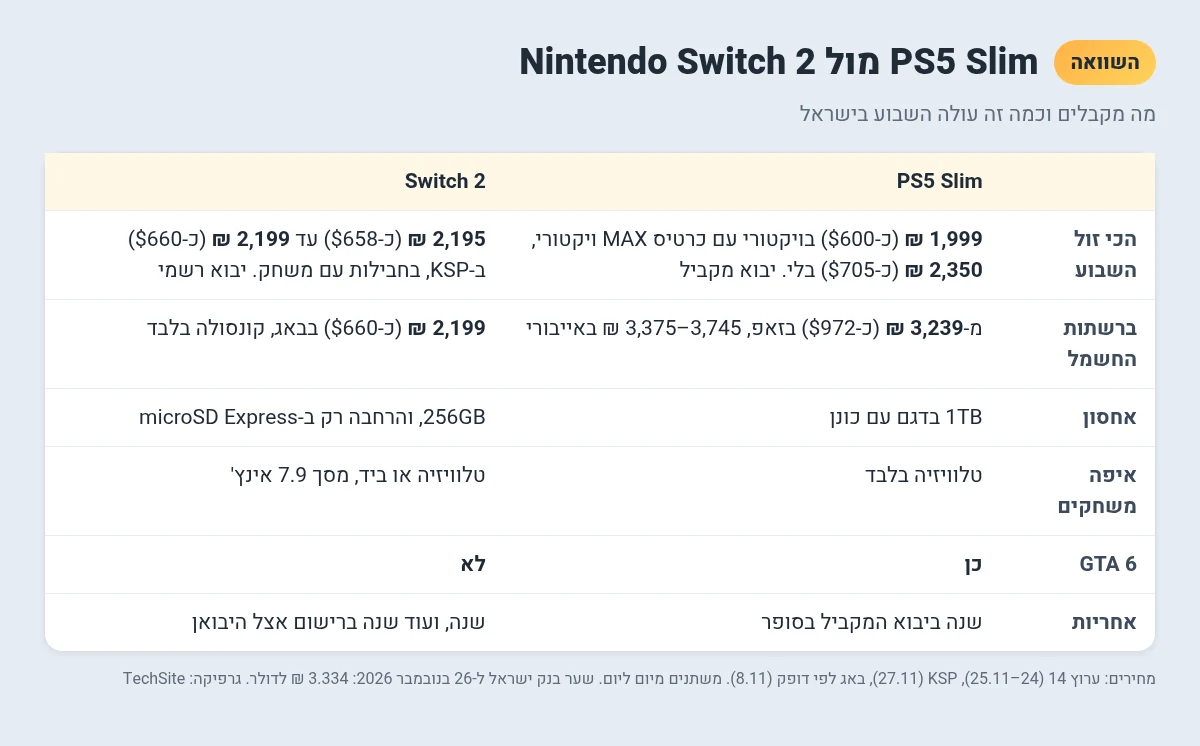 השוואה
PS5 Slim מול Nintendo Switch 2
מה מקבלים וכמה זה עולה השבוע בישראל
PS5 Slim
Switch 2
הכי זול
השבוע
1,999 ₪ (כ-600$) בויקטורי עם כרטיס MAX ויקטורי,
2,350 ₪ (כ-705$) בלי. יבוא מקביל
2,195 ₪ (כ-658$) עד 2,199 ₪ (כ-660$)
ב-KSP, בחבילות עם משחק. יבוא רשמי
ברשתות
החשמל
מ-3,239 ₪ (כ-972$) בזאפ, 3,375–3,745 ₪ באייבורי
2,199 ₪ (כ-660$) בבאג, קונסולה בלבד
אחסון
1TB בדגם עם כונן
256GB, והרחבה רק ב-microSD Express
איפה
משחקים
טלוויזיה בלבד
טלוויזיה או ביד, מסך 7.9 אינץ'
GTA 6
כן
לא
אחריות
שנה ביבוא המקביל בסופר
שנה, ועוד שנה ברישום אצל היבואן
מחירים: ערוץ 14 (24–25.11), KSP (27.11), באג לפי דופק (8.11). משתנים מיום ליום. שער בנק ישראל ל-26 בנובמבר 2026: 3.334 ₪ לדולר. גרפיקה: TechSite